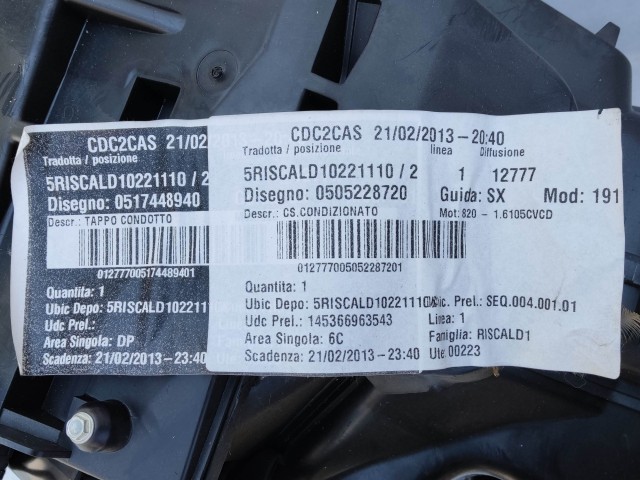 CDC2CAS 21/02
Tradotta / posizione
5RISCALD10221110 / 2
Disegno: 0517448940
Descr.: TAPPO CONDOTTO
012777005174489401
Quantita: 1
Ubic Depo: 5RISCALD1022111
Udc Prel.:
Area Singola: DP
Scadenza: 21/02/2013-23:40
CDC2CAS 21/02/2013-20:40
Tradotta / posizione linea Diffusione
5RISCALD10221110 / 2 1 12777
Disegno: 0505228720 Guida: SX Mod: 191
Descr.: CS.CONDIZIONATO Mot: 820 - 1.6105CVCD
012777005052287201
Quantita: 1
Ubic Depo: 5RISCALD10221110 Prel.: SEQ.004.001.01
Udc Prel.: 145366963543 Linea: 1
Area Singola: 6C Famiglia: RISCALD1
Scadenza: 21/02/2013-23:40 Ute: 00223